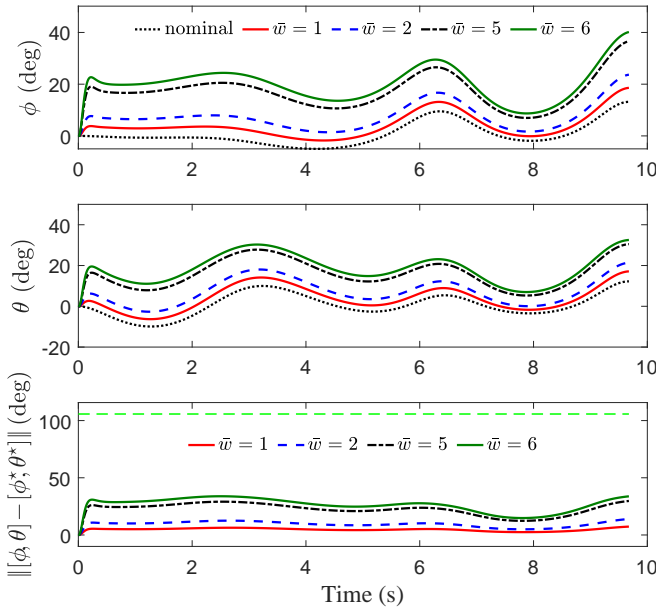 nominal w̄ = 1 w̄ = 2 w̄ = 5 w̄ = 6
40
20
0
ϕ (deg)
0 2 4 6 8 10
40
20
0
-20
θ (deg)
0 2 4 6 8 10
100
50
0
‖[ϕ, θ] − [ϕ*, θ*]‖ (deg)
w̄ = 1 w̄ = 2 w̄ = 5 w̄ = 6
0 2 4 6 8 10
Time (s)